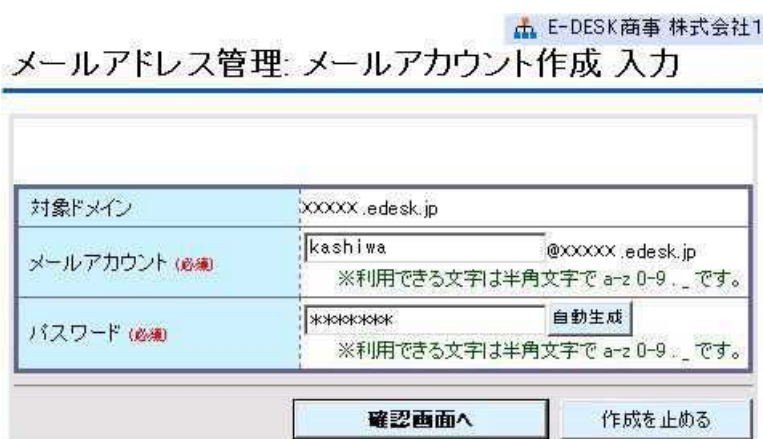 E-DESK商事 株式会社1
メールアドレス管理: メールアカウント作成 入力
対象ドメイン
XXXXX .edesk.jp
メールアカウント (必須)
kashiwa @XXXXX .edesk.jp
※利用できる文字は半角文字で a-z 0-9 . _ です。
パスワード (必須)
******** 自動生成
※利用できる文字は半角文字で a-z 0-9 . _ です。
確認画面へ 作成を止める